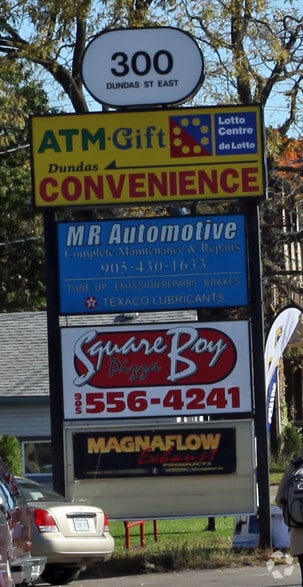 300
DUNDAS ST EAST
ATM·Gift
Lotto
Centre
de Lotto
Dundas
CONVENIENCE
MR Automotive
Complete Maintenance & Repairs
905-430-1633
TUNE UP EMISSION REPAIRS BRAKES
TEXACO LUBRICANTS
Square Boy
Pizza
905 556-4241
MAGNAFLOW
Exhaust
PRODUCTS